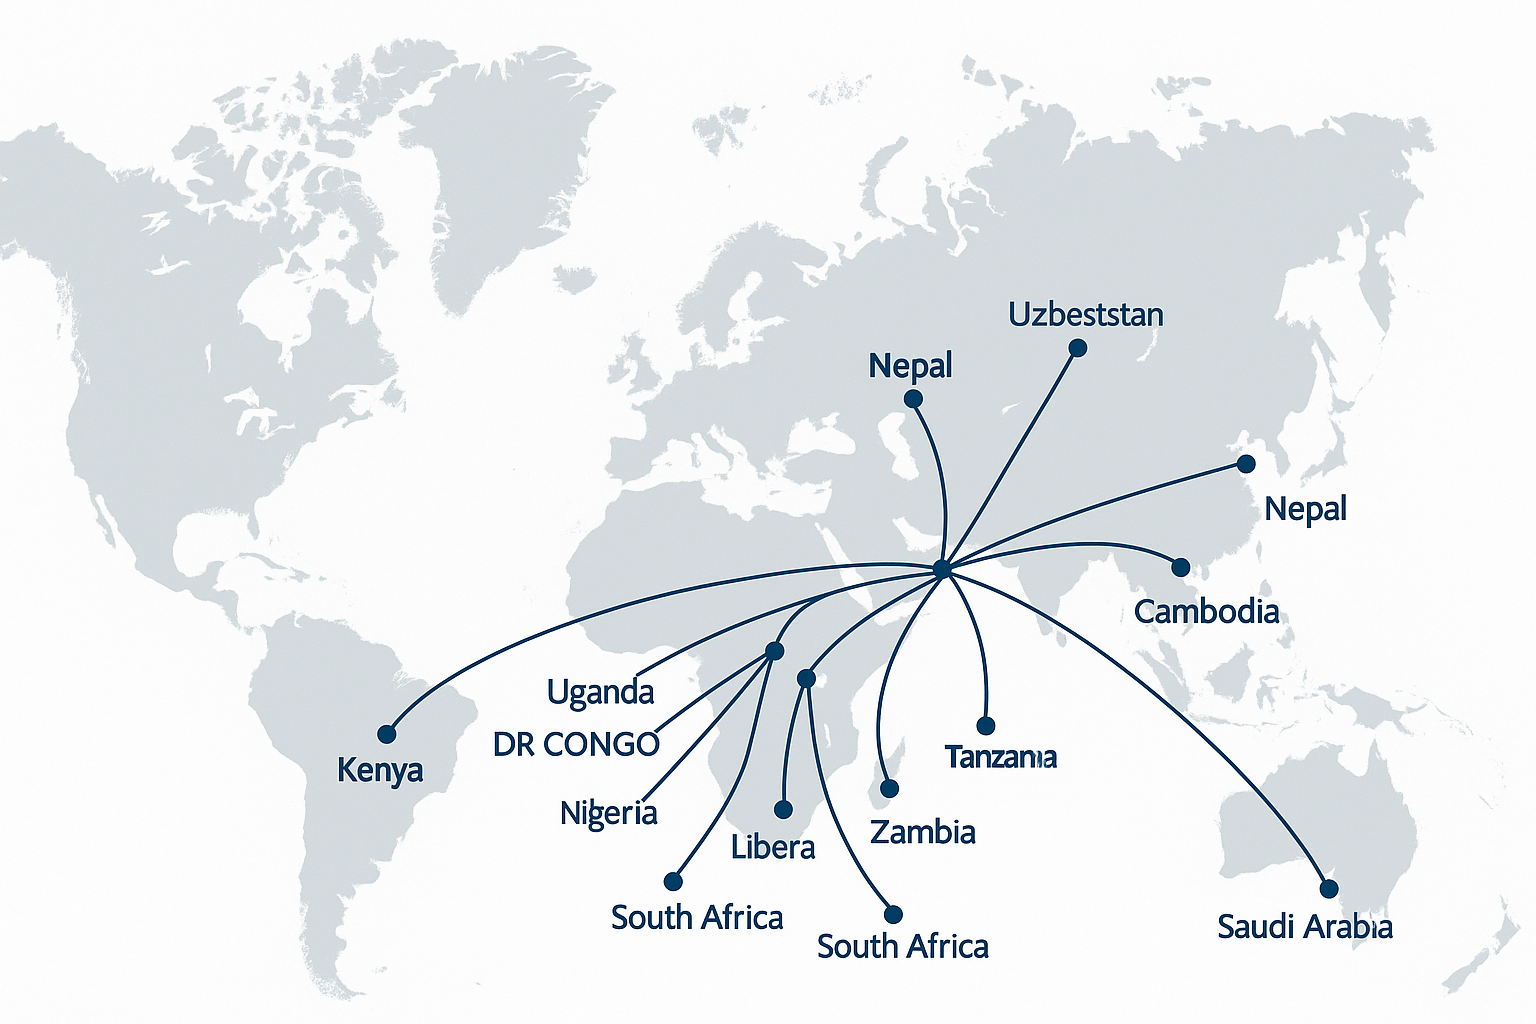 Uzbeststan
Nepal
Nepal
Cambodia
Uganda
DR CONGO
Kenya
Tanzania
Nigeria
Zambia
Libera
South Africa
Saudi Arabia
South Africa